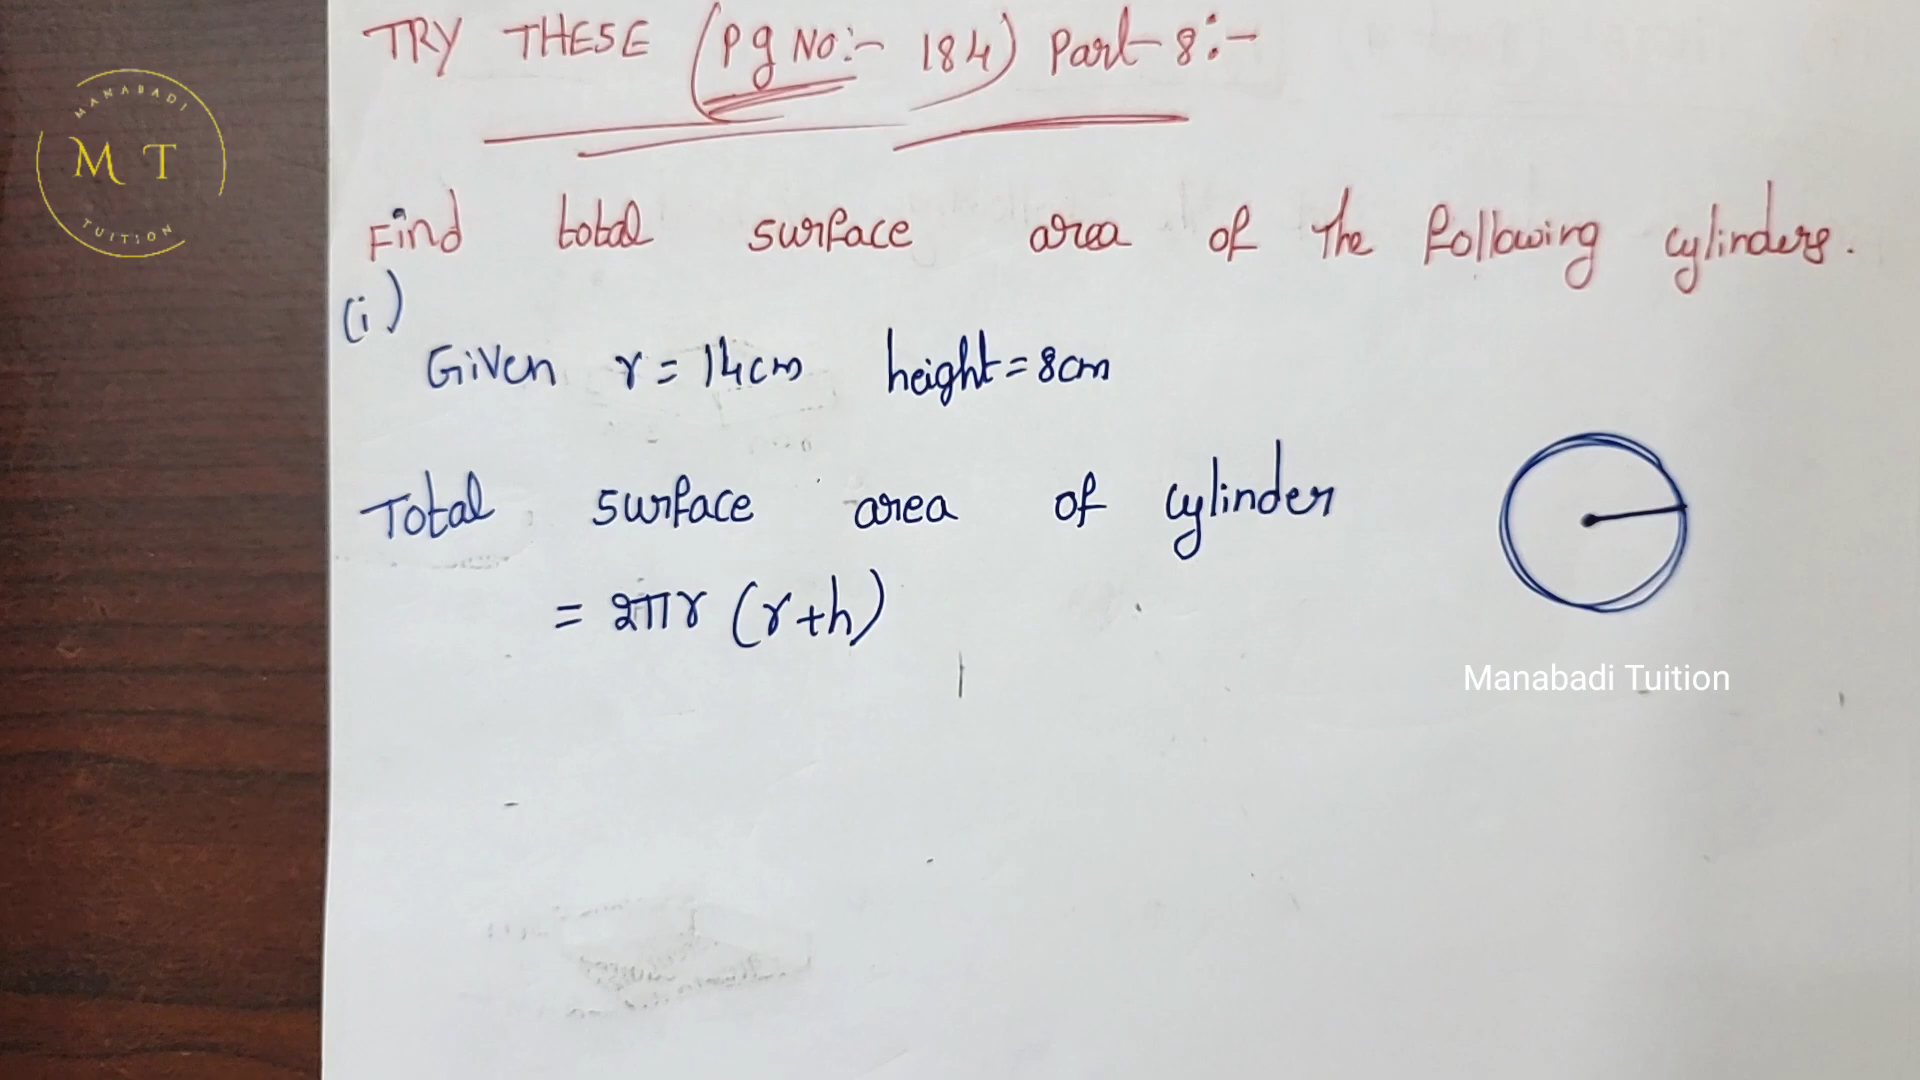 TRY THESE (Pg No:- 184) Part-8:-
MANABADI
M T
TUITION
Find total surface area of the following cylinders.
(i)
Given r = 14cm height = 8cm
Total surface area of cylinder
= 2πr (r+h)
Manabadi Tuition